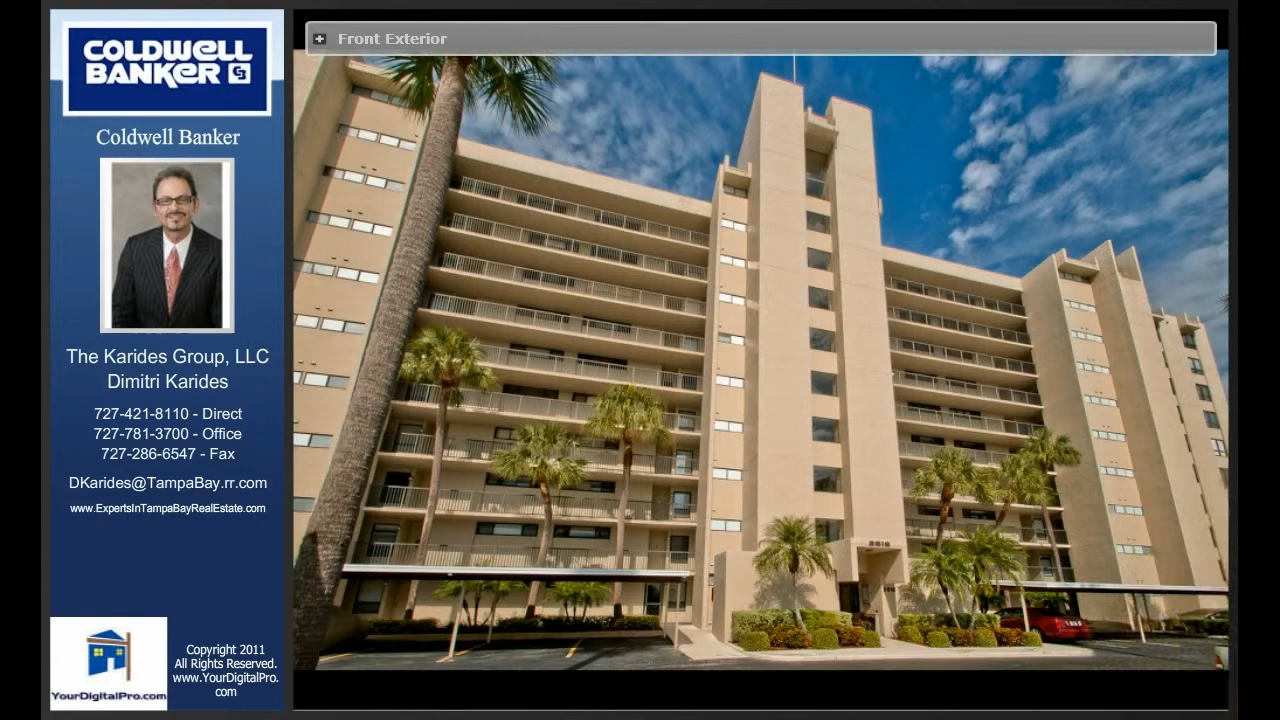 COLDWELL
BANKER CB
Coldwell Banker
The Karides Group, LLC
Dimitri Karides
727-421-8110 - Direct
727-781-3700 - Office
727-286-6547 - Fax
DKarides@TampaBay.rr.com
www.ExpertsInTampaBayRealEstate.com
YourDigitalPro.com
Copyright 2011
All Rights Reserved.
www.YourDigitalPro.
com
Front Exterior